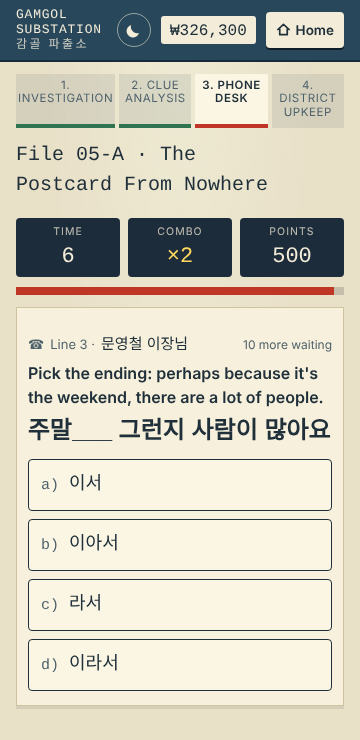 GAMGOL
SUBSTATION
감골 파출소
₩326,300
Home
1.
INVESTIGATION
2. CLUE
ANALYSIS
3. PHONE
DESK
4.
DISTRICT
UPKEEP
File 05-A · The
Postcard From Nowhere
TIME
6
COMBO
×2
POINTS
500
☎ Line 3 · 문영철 이장님
10 more waiting
Pick the ending: perhaps because it's
the weekend, there are a lot of people.
주말___ 그런지 사람이 많아요
a) 이서
b) 이아서
c) 라서
d) 이라서